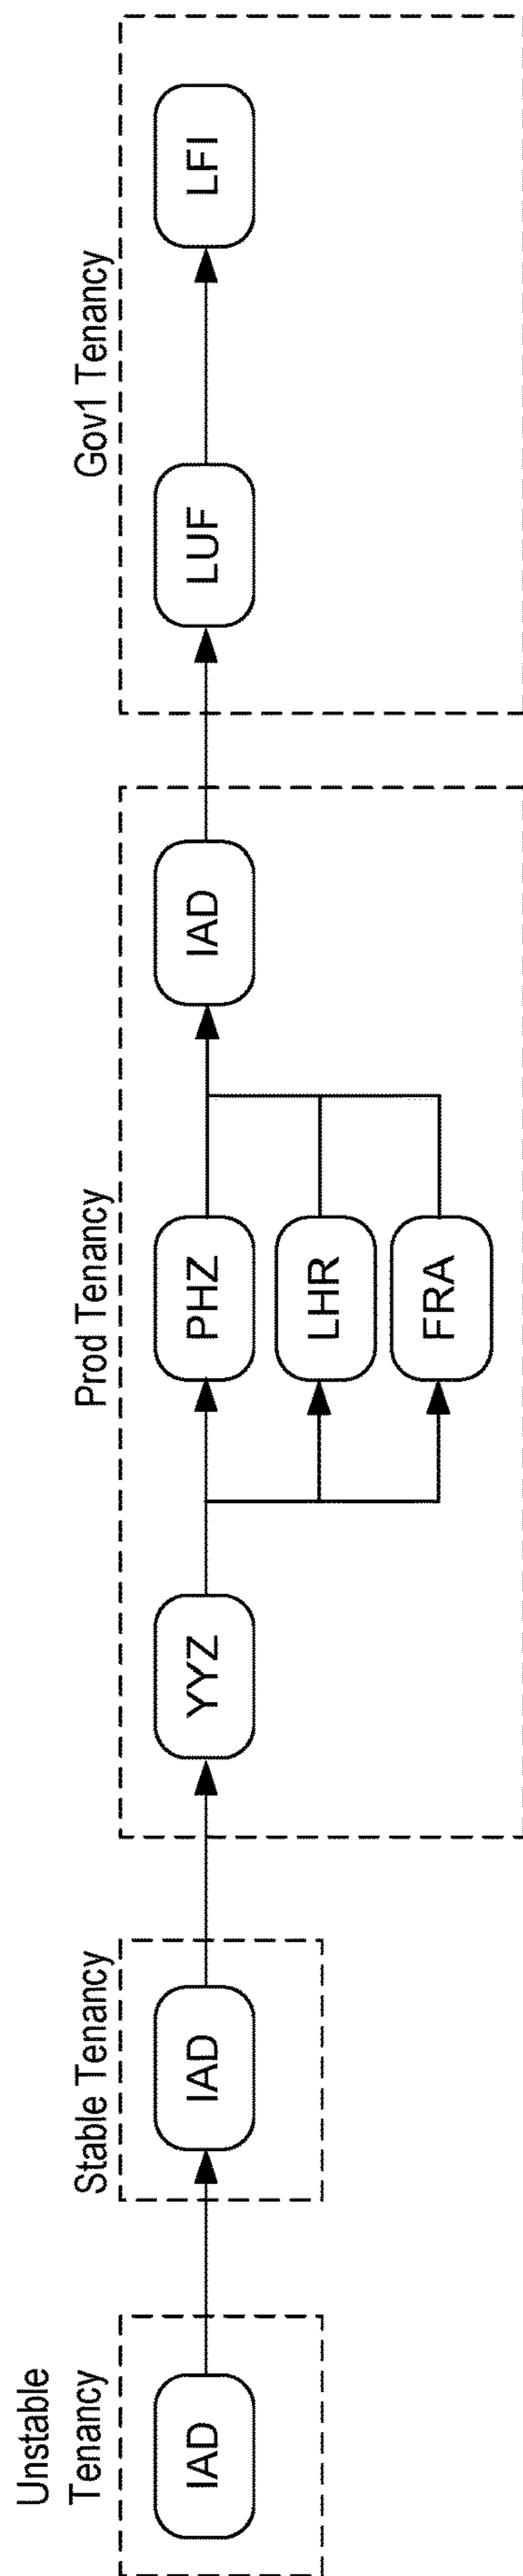 Unstable
Tenancy
IAD
Stable Tenancy
IAD
Prod Tenancy
YYZ
PHZ
LHR
FRA
IAD
Gov1 Tenancy
LUF
LFI